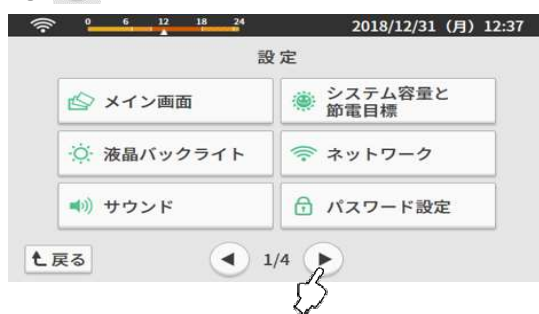 0 6 12 18 24
2018/12/31（月）12:37
設定
メイン画面
システム容量と
節電目標
液晶バックライト
ネットワーク
サウンド
パスワード設定
戻る
1/4